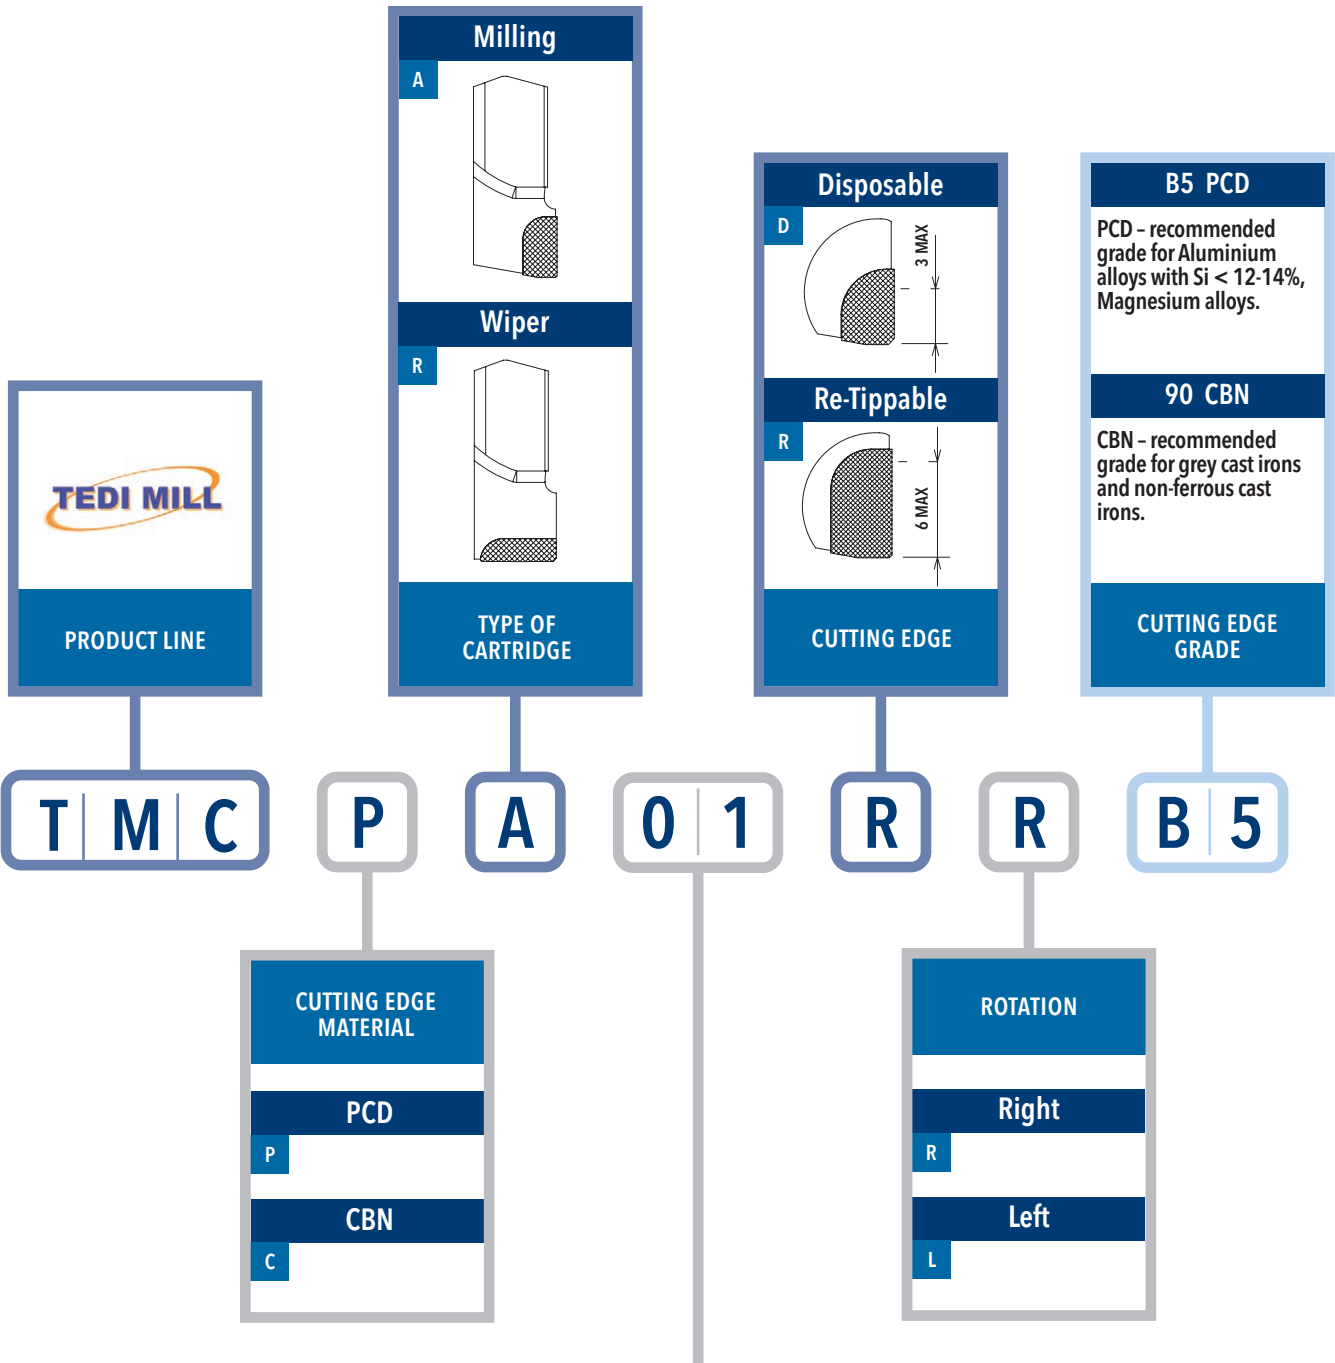 Milling
A
Wiper
R
TYPE OF
CARTRIDGE
Disposable
D
3 MAX
Re-Tippable
R
6 MAX
CUTTING EDGE
B5 PCD
PCD – recommended
grade for Aluminium
alloys with Si < 12-14%,
Magnesium alloys.
90 CBN
CBN – recommended
grade for grey cast irons
and non-ferrous cast
irons.
CUTTING EDGE
GRADE
TEDI MILL
PRODUCT LINE
T M C P A 0 1 R R B 5
CUTTING EDGE
MATERIAL
PCD
P
CBN
C
ROTATION
Right
R
Left
L